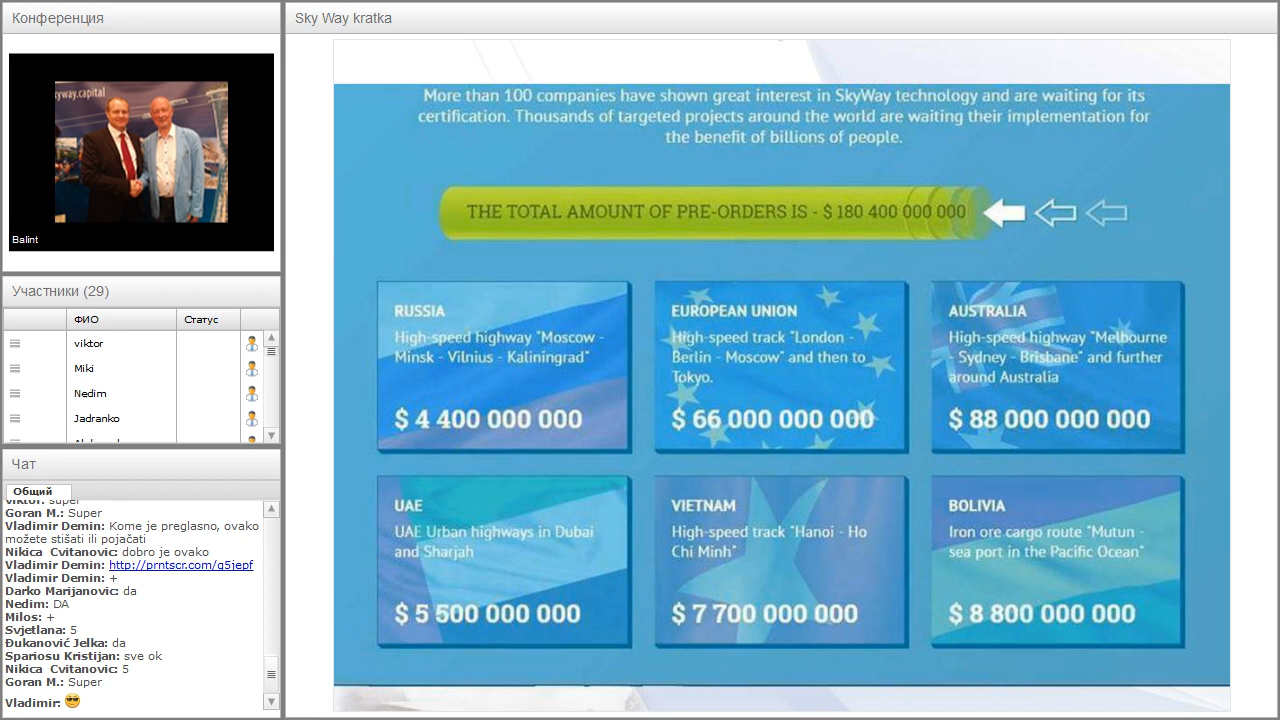 Конференция
kyway.capital
Balint
Участники (29)
ФИО
Статус
viktor
Miki
Nedim
Jadranko
Чат
Общий
viktor: super
Goran M.: Super
Vladimir Demin: Kome je preglasno, ovako
možete stišati ili pojačati
Nikica Cvitanovic: dobro je ovako
Vladimir Demin: http://prntscr.com/q5jepf
Vladimir Demin: +
Darko Marijanovic: da
Nedim: DA
Milos: +
Svjetlana: 5
Đukanović Jelka: da
Spariosu Kristijan: sve ok
Nikica Cvitanovic: 5
Goran M.: Super
Vladimir:
Sky Way kratka
More than 100 companies have shown great interest in SkyWay technology and are waiting for its
certification. Thousands of targeted projects around the world are waiting their implementation for
the benefit of billions of people.
THE TOTAL AMOUNT OF PRE-ORDERS IS - $ 180 400 000 000
RUSSIA
High-speed highway "Moscow -
Minsk - Vilnius - Kaliningrad"
$ 4 400 000 000
EUROPEAN UNION
High-speed track "London -
Berlin - Moscow" and then to
Tokyo.
$ 66 000 000 000
AUSTRALIA
High-speed highway "Melbourne
- Sydney - Brisbane" and further
around Australia
$ 88 000 000 000
UAE
UAE Urban highways in Dubai
and Sharjah
$ 5 500 000 000
VIETNAM
High-speed track "Hanoi - Ho
Chi Minh"
$ 7 700 000 000
BOLIVIA
Iron ore cargo route "Mutun -
sea port in the Pacific Ocean"
$ 8 800 000 000